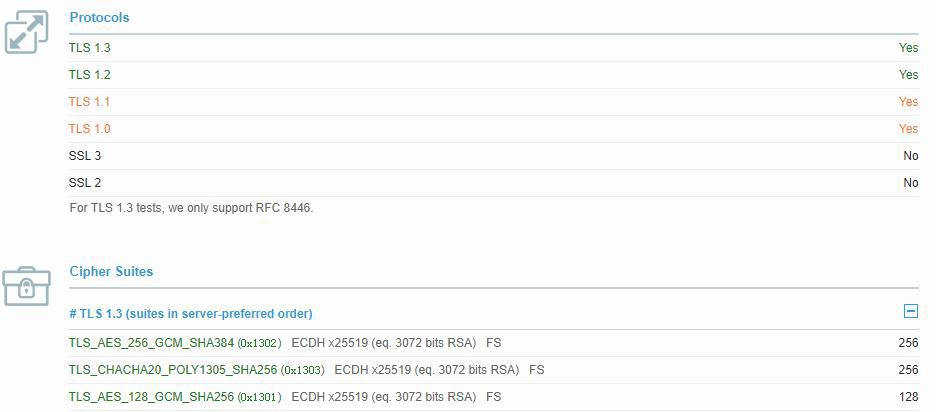 Protocols
TLS 1.3 Yes
TLS 1.2 Yes
TLS 1.1 Yes
TLS 1.0 Yes
SSL 3 No
SSL 2 No
For TLS 1.3 tests, we only support RFC 8446.
Cipher Suites
# TLS 1.3 (suites in server-preferred order)
TLS_AES_256_GCM_SHA384 (0x1302) ECDH x25519 (eq. 3072 bits RSA) FS 256
TLS_CHACHA20_POLY1305_SHA256 (0x1303) ECDH x25519 (eq. 3072 bits RSA) FS 256
TLS_AES_128_GCM_SHA256 (0x1301) ECDH x25519 (eq. 3072 bits RSA) FS 128